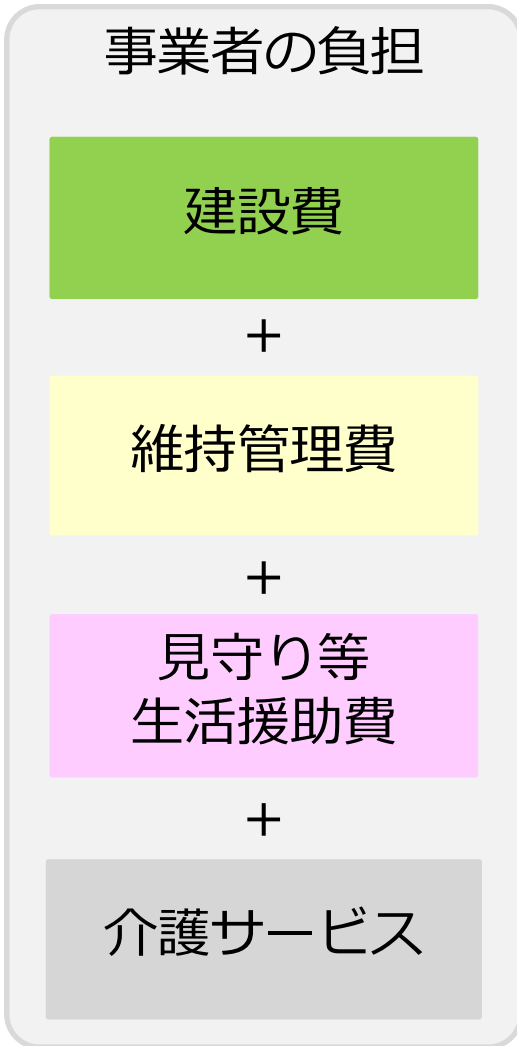 事業者の負担
建設費
＋
維持管理費
＋
見守り等
生活援助費
＋
介護サービス